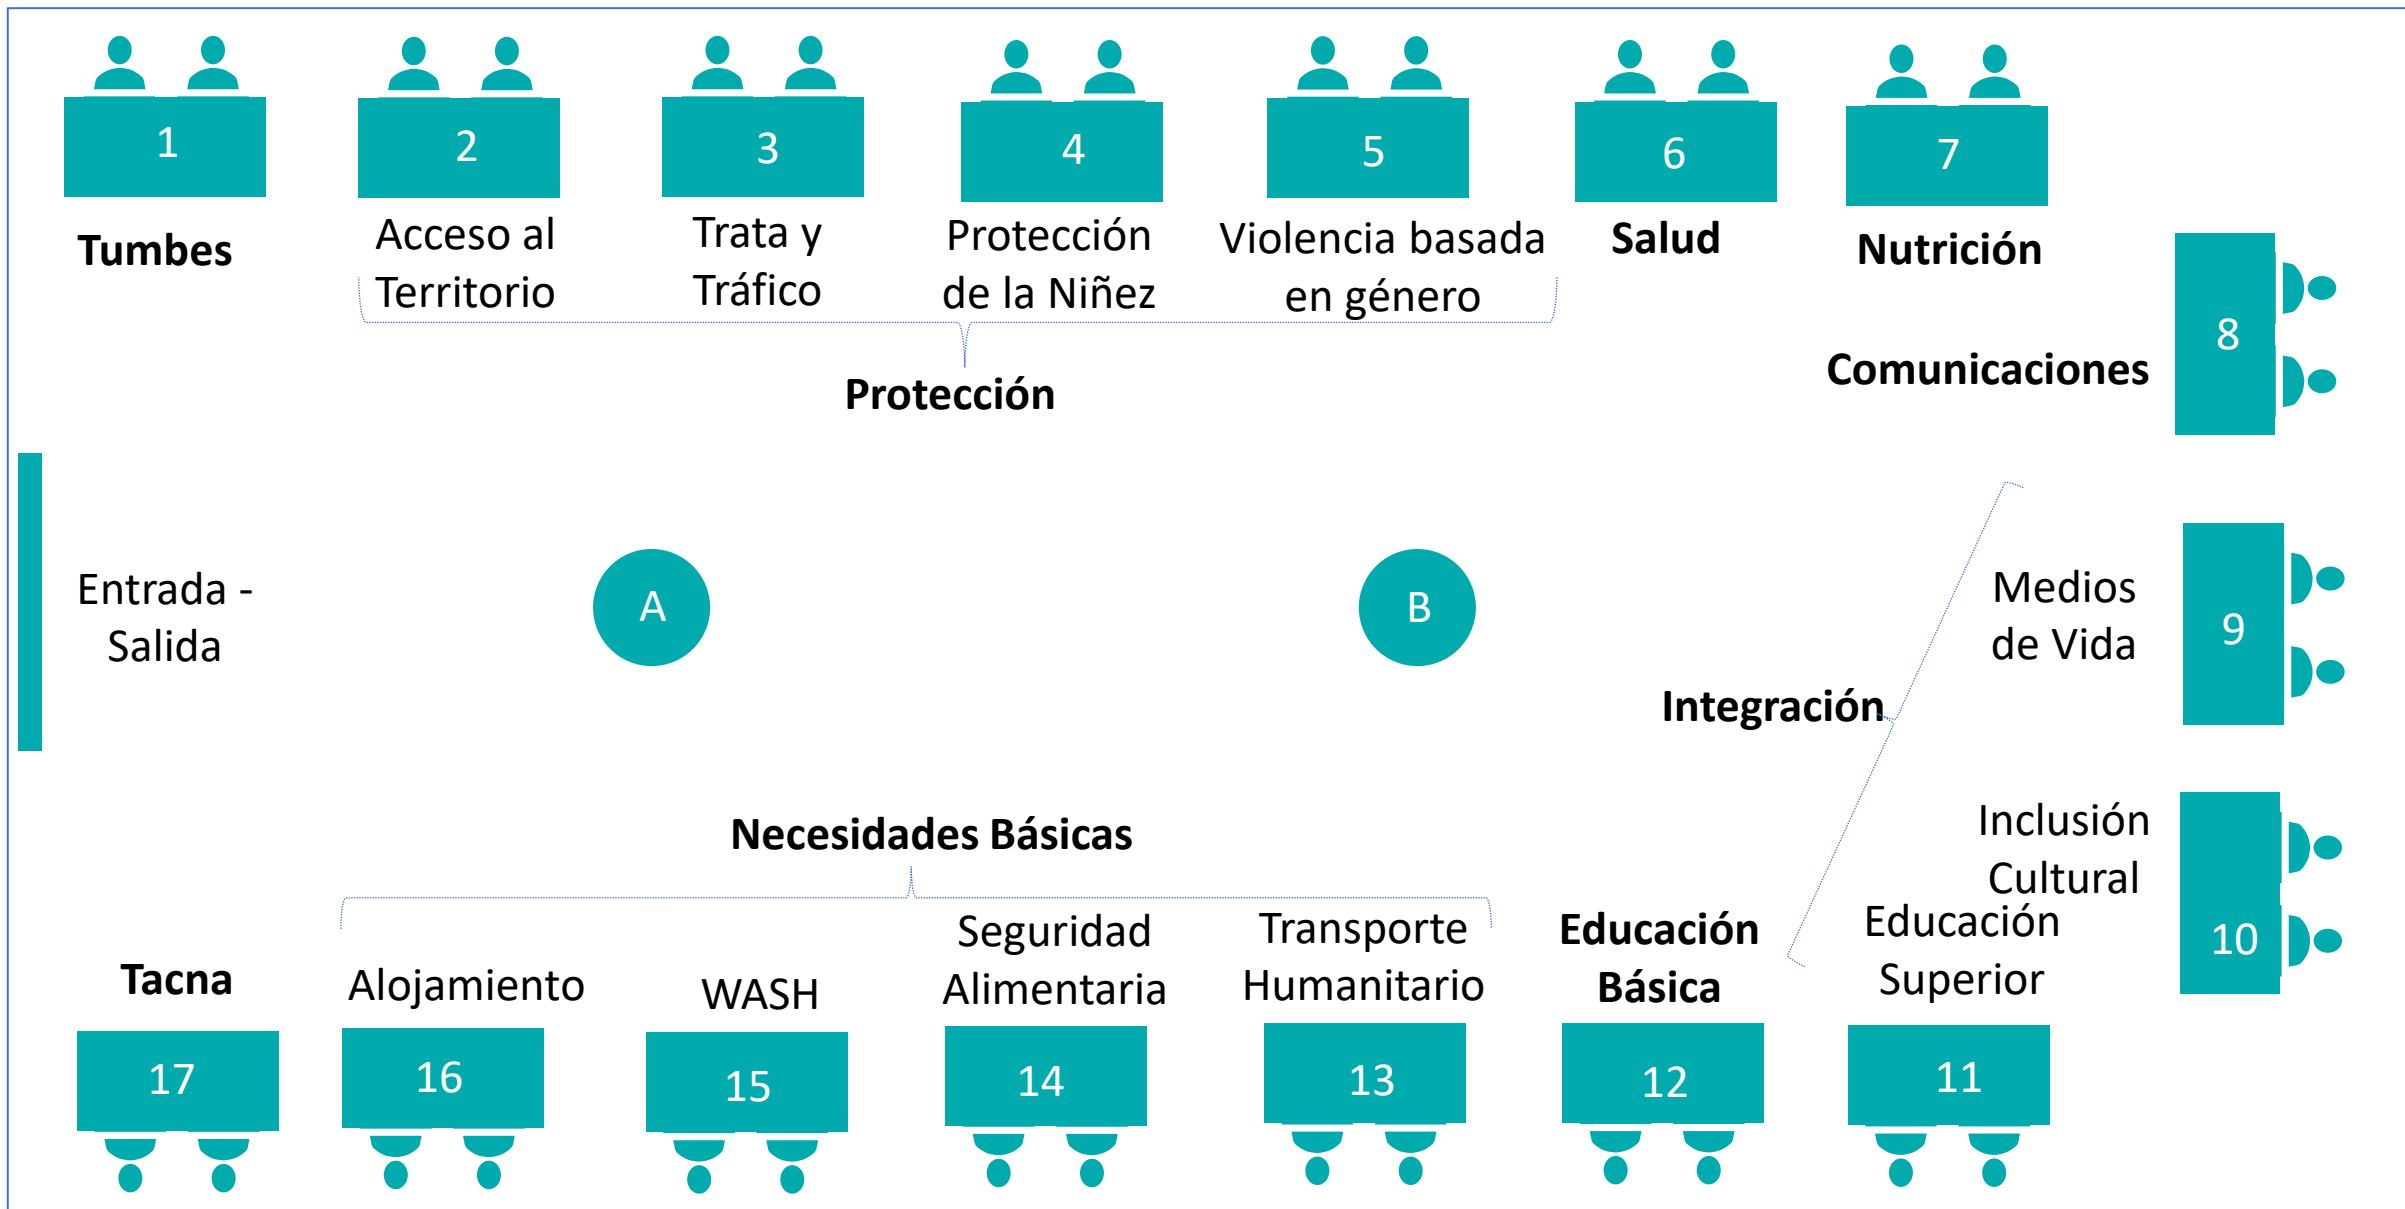 1
2
3
4
5
6
7
Tumbes
Acceso al
Territorio
Trata y
Tráfico
Protección
de la Niñez
Violencia basada
en género
Salud
Nutrición
Protección
8
Comunicaciones
Entrada -
Salida
A
B
Medios
de Vida
9
Integración
Necesidades Básicas
Inclusión
Cultural
10
Tacna
Alojamiento
WASH
Seguridad
Alimentaria
Transporte
Humanitario
Educación
Básica
Educación
Superior
17
16
15
14
13
12
11